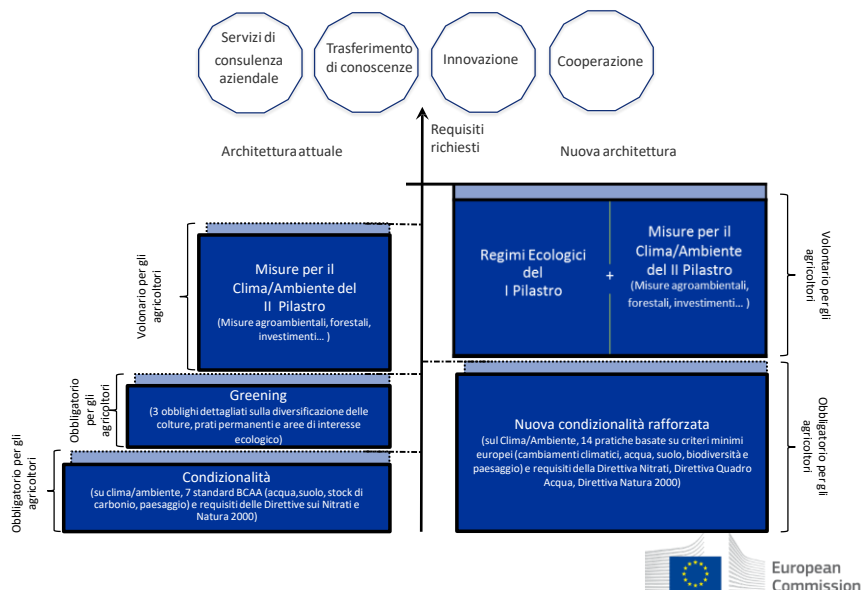 Servizi di
consulenza
aziendale
Trasferimento
di conoscenze
Innovazione
Cooperazione
Requisiti
richiesti
Architettura attuale
Nuova architettura
Volonario per gli
agricoltori
Misure per il
Clima/Ambiente del
II Pilastro
(Misure agroambientali, forestali,
investimenti... )
Obbligatorio
per gli
agricoltori
Greening
(3 obblighi dettagliati sulla diversificazione delle
colture, prati permanenti e aree di interesse
ecologico)
Obbligatorio per gli
agricoltori
Condizionalità
(su clima/ambiente, 7 standard BCAA (acqua,suolo, stock di
carbonio, paesaggio) e requisiti delle Direttive sui Nitrati e
Natura 2000)
Regimi Ecologici
del
I Pilastro
+
Misure per il
Clima/Ambiente
del II Pilastro
(Misure agroambientali,
forestali, investimenti... )
Volontario per gli
agricoltori
Nuova condizionalità rafforzata
(sul Clima/Ambiente, 14 pratiche basate su criteri minimi
europei (cambiamenti climatici, acqua, suolo, biodiversità e
paesaggio) e requisiti della Direttiva Nitrati, Direttiva Quadro
Acqua, Direttiva Natura 2000)
Obbligatorio per gli
agricoltori
European
Commission